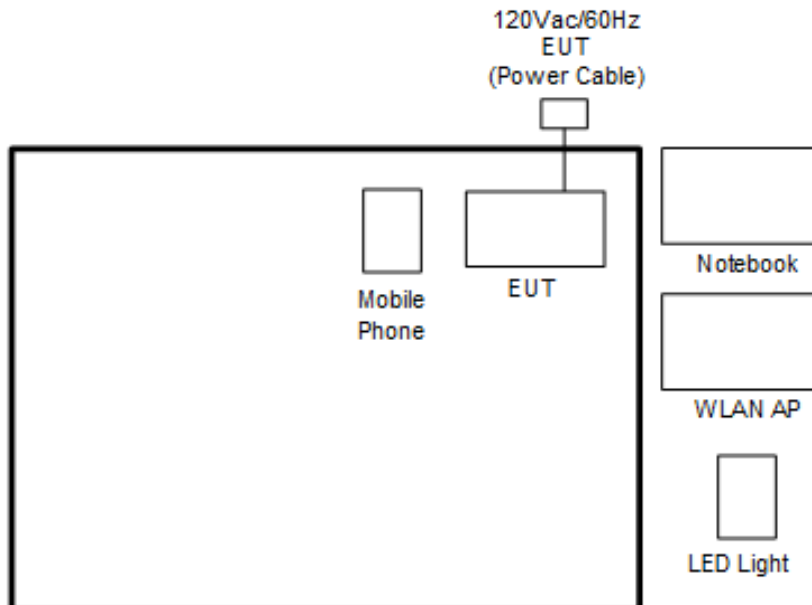 120Vac/60Hz
EUT
(Power Cable)
Mobile
Phone
EUT
Notebook
WLAN AP
LED Light